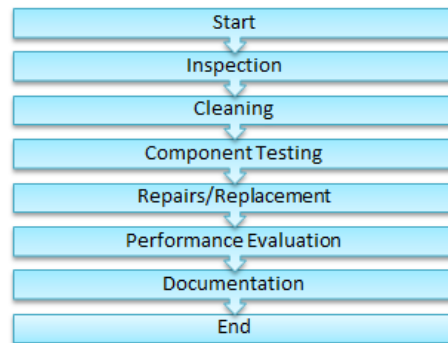 Start
Inspection
Cleaning
Component Testing
Repairs/Replacement
Performance Evaluation
Documentation
End